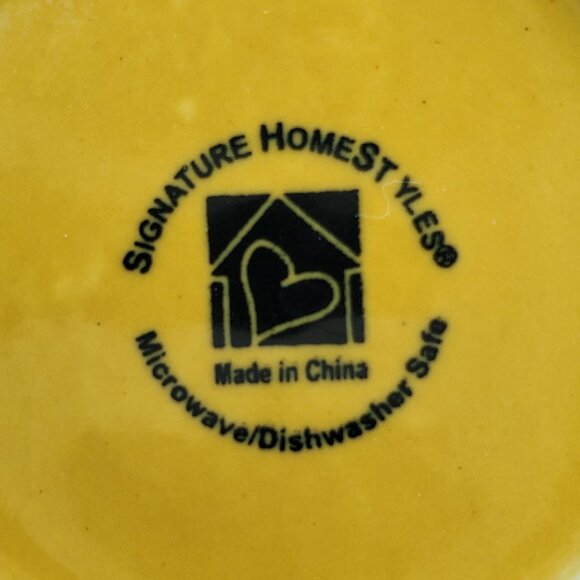 SIGNATURE HOMESTYLES®
Made in China
Microwave/Dishwasher Safe